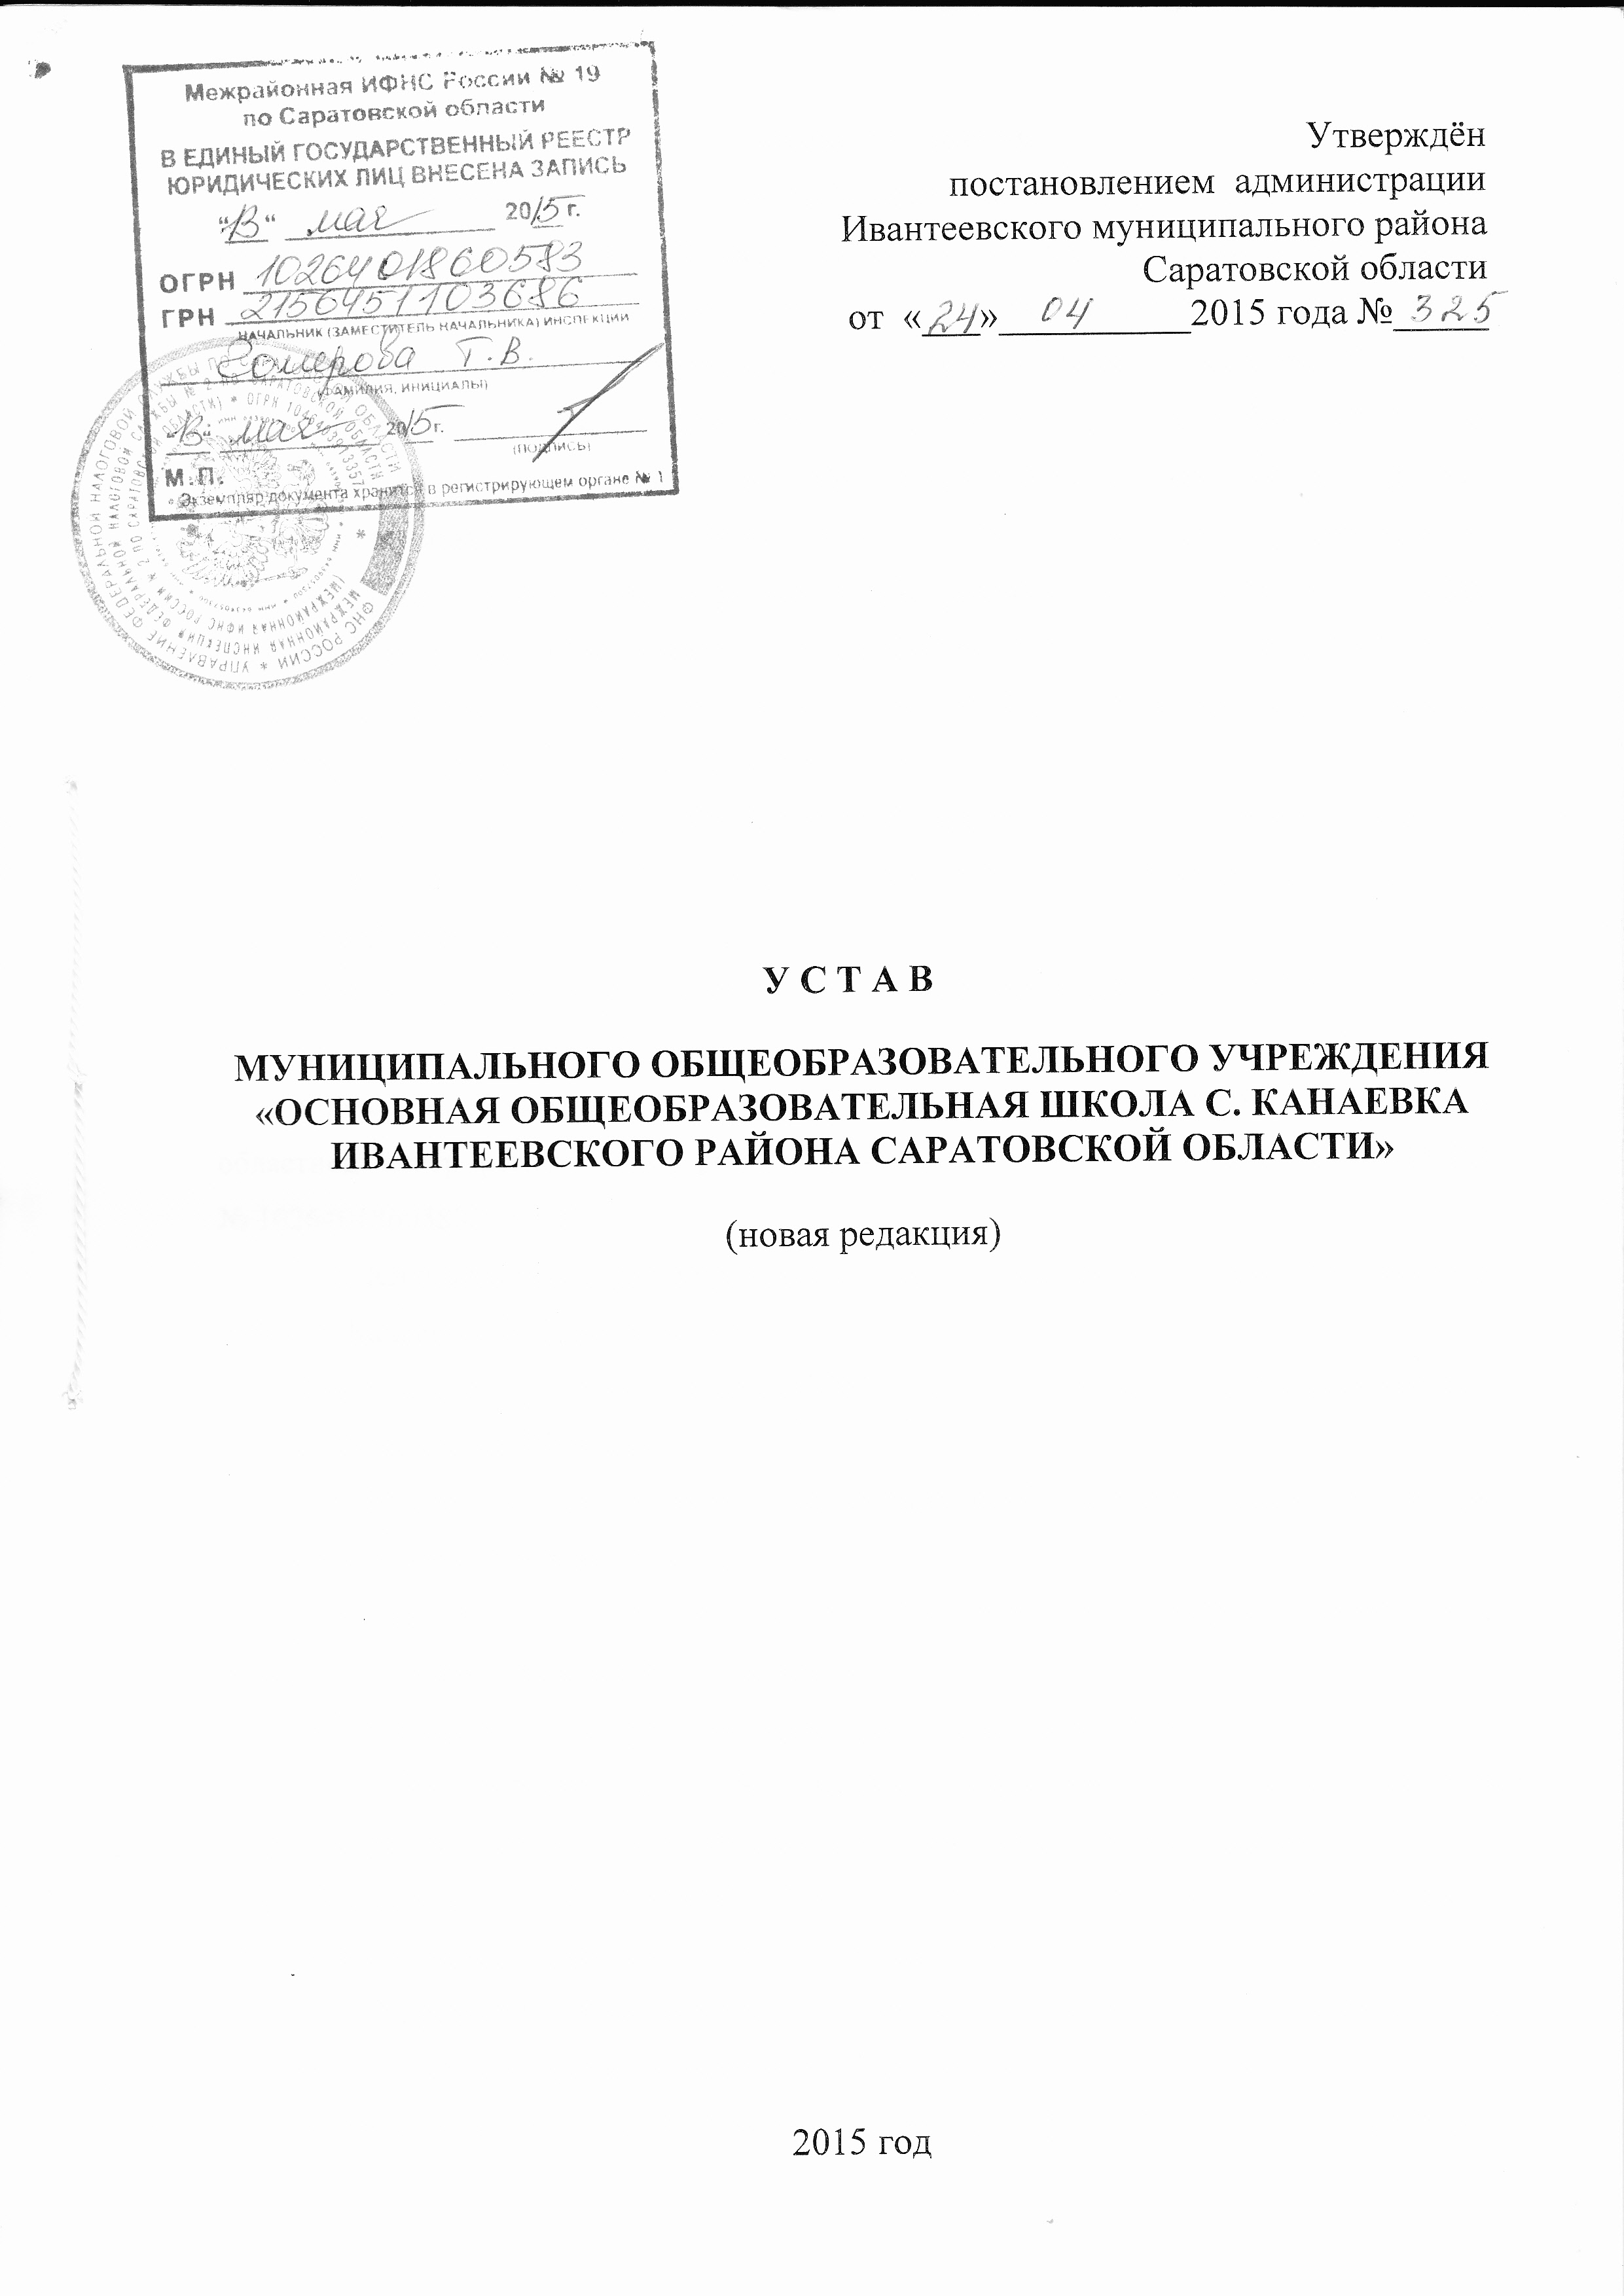 Межрайонная ИФНС России № 19
по Саратовской области
В ЕДИНЫЙ ГОСУДАРСТВЕННЫЙ РЕЕСТР
ЮРИДИЧЕСКИХ ЛИЦ ВНЕСЕНА ЗАПИСЬ
"13" мая 2015 г.
ОГРН 1026401860583
ГРН 2156451103686
НАЧАЛЬНИК (ЗАМЕСТИТЕЛЬ НАЧАЛЬНИКА) ИНСПЕКЦИИ
Т.В.
(ФАМИЛИЯ, ИНИЦИАЛЫ)
"13" мая 2015 г.
(ПОДПИСЬ)
М.П.
Экземпляр документа хранится в регистрирующем органе № 1
Утверждён
постановлением администрации
Ивантеевского муниципального района
Саратовской области
от «24» 04 2015 года № 325
У С Т А В
МУНИЦИПАЛЬНОГО ОБЩЕОБРАЗОВАТЕЛЬНОГО УЧРЕЖДЕНИЯ
«ОСНОВНАЯ ОБЩЕОБРАЗОВАТЕЛЬНАЯ ШКОЛА С. КАНАЕВКА
ИВАНТЕЕВСКОГО РАЙОНА САРАТОВСКОЙ ОБЛАСТИ»
(новая редакция)
2015 год